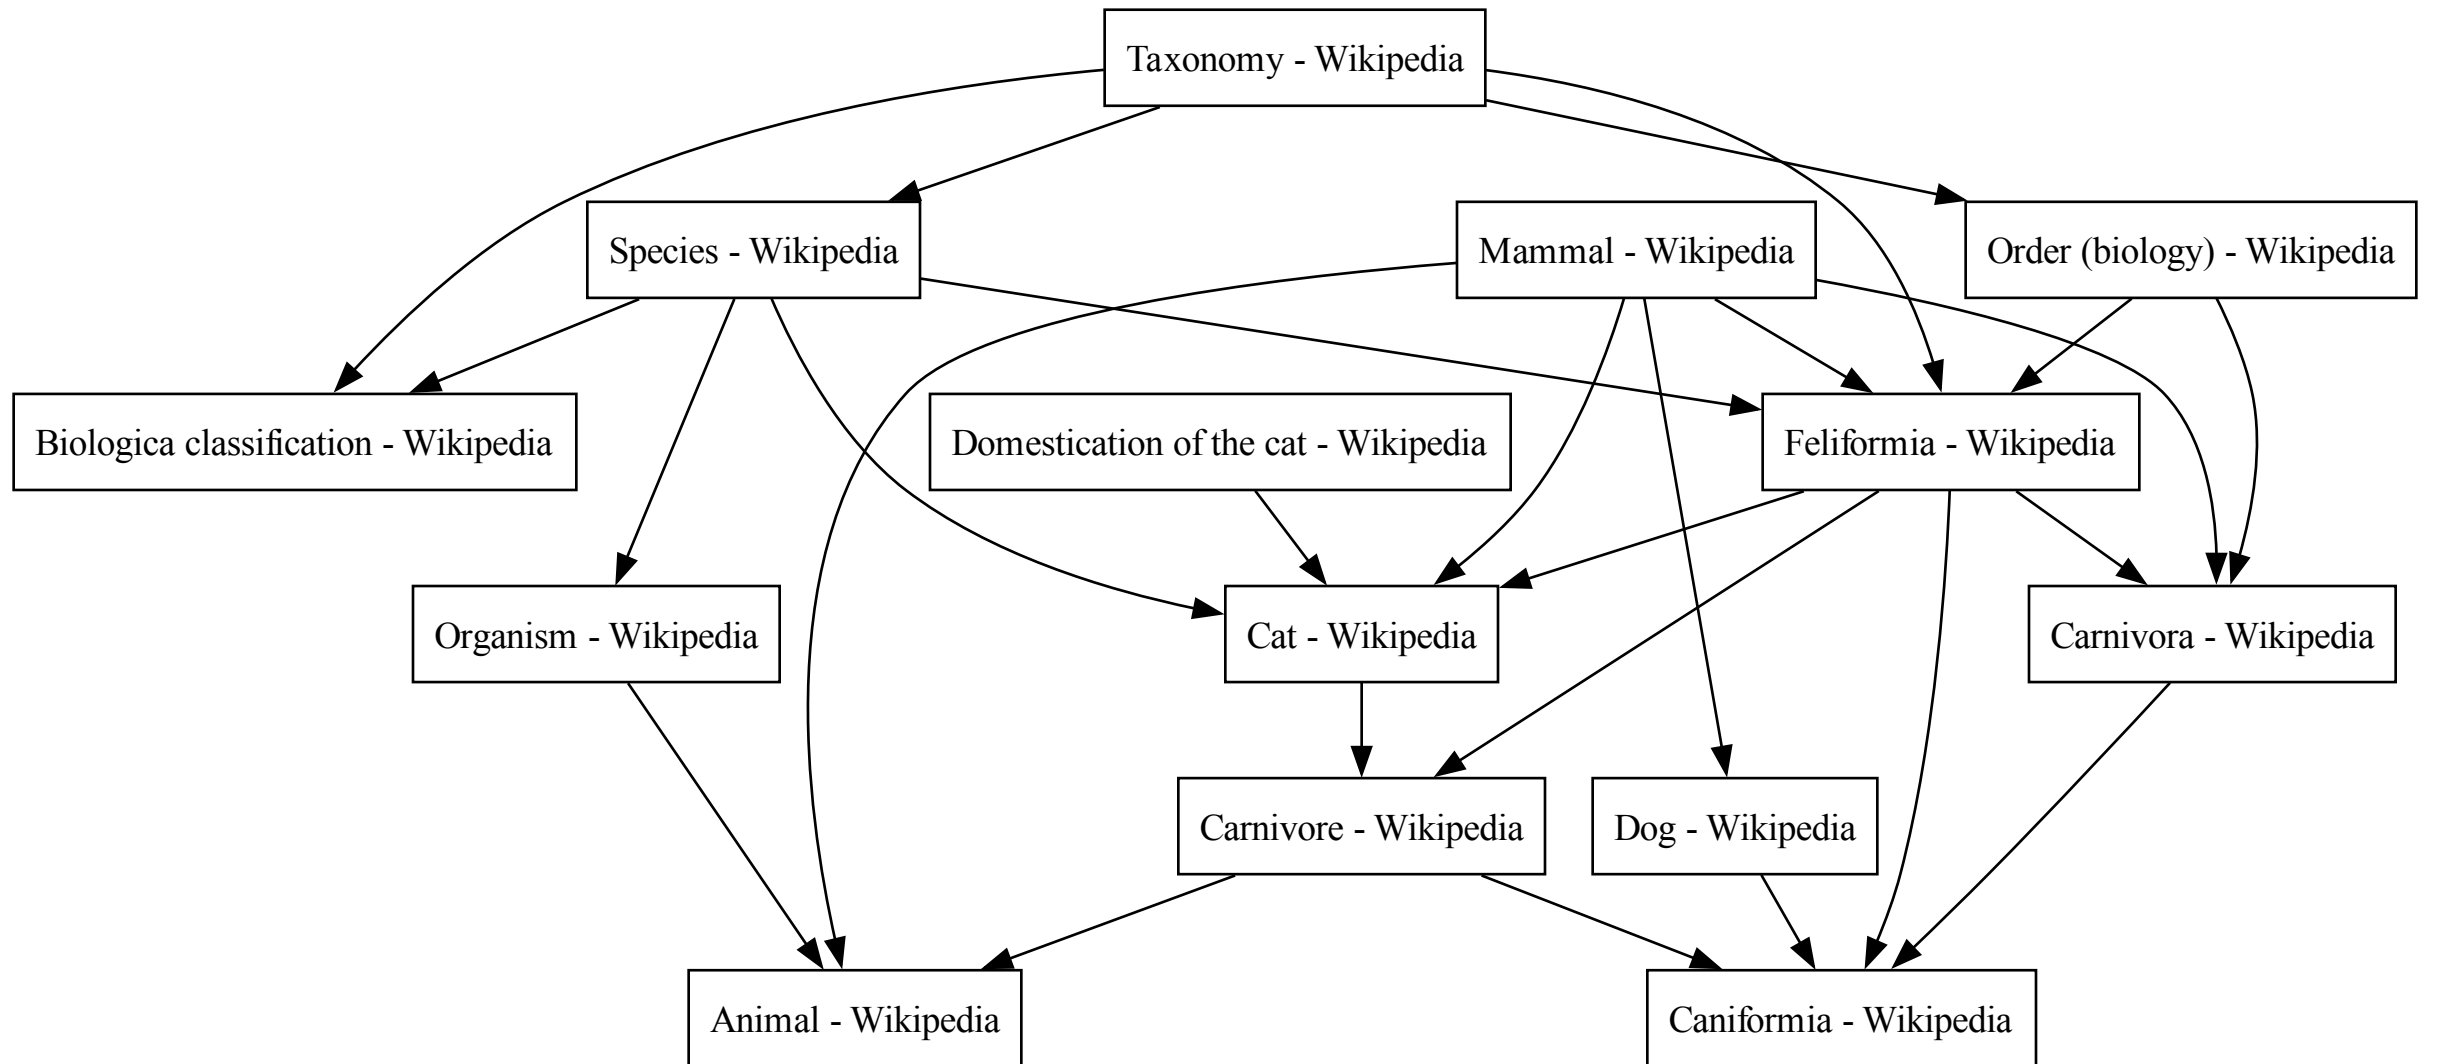 Taxonomy - Wikipedia
Species - Wikipedia
Mammal - Wikipedia
Order (biology) - Wikipedia
Biologica classification - Wikipedia
Domestication of the cat - Wikipedia
Feliformia - Wikipedia
Organism - Wikipedia
Cat - Wikipedia
Carnivora - Wikipedia
Carnivore - Wikipedia
Dog - Wikipedia
Animal - Wikipedia
Caniformia - Wikipedia